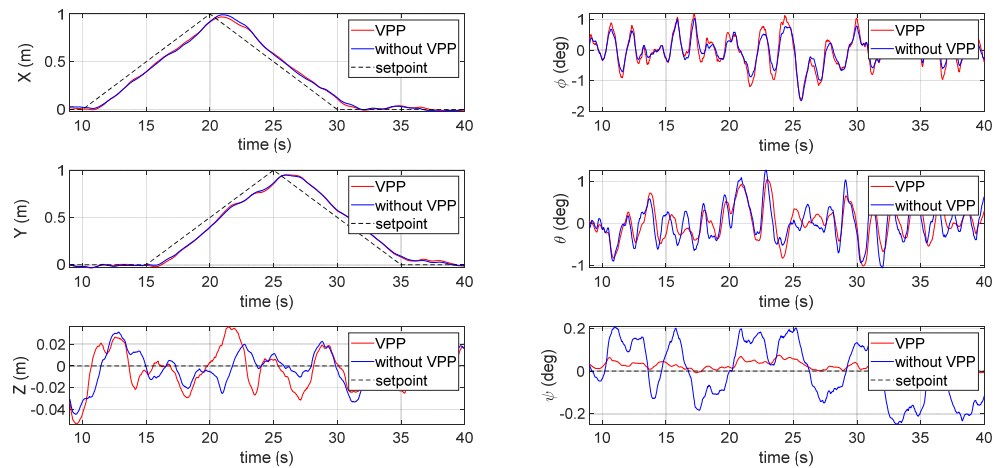 1
0.5
0
X (m)
VPP
without VPP
setpoint
10 15 20 25 30 35 40
time (s)
1
0
-1
-2
ϕ (deg)
VPP
without VPP
10 15 20 25 30 35 40
time (s)
1
0.5
0
Y (m)
VPP
without VPP
setpoint
10 15 20 25 30 35 40
time (s)
1
0
-1
θ (deg)
VPP
without VPP
10 15 20 25 30 35 40
time (s)
0.02
0
-0.02
-0.04
Z (m)
VPP
without VPP
setpoint
10 15 20 25 30 35 40
time (s)
0.2
0
-0.2
ψ (deg)
VPP
without VPP
setpoint
10 15 20 25 30 35 40
time (s)